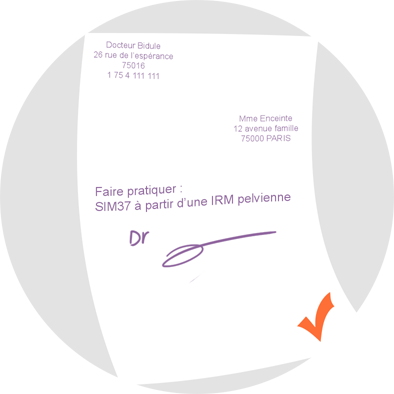 Docteur Bidule
26 rue de l'espérance
75016
1 75 4 111 111
Mme Enceinte
12 avenue famille
75000 PARIS
Faire pratiquer :
SIM37 à partir d'une IRM pelvienne
Dr